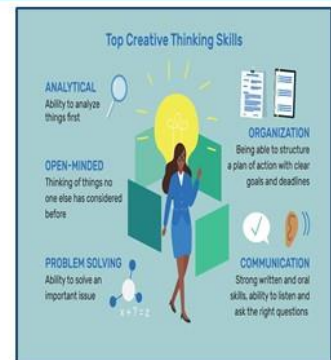 Top Creative Thinking Skills
ANALYTICAL
Ability to analyze
things first
OPEN-MINDED
Thinking of things no
one else has considered
before
PROBLEM SOLVING
Ability to solve an
important issue
x + ? = z
ORGANIZATION
Being able to structure
a plan of action with clear
goals and deadlines
COMMUNICATION
Strong written and oral
skills, ability to listen and
ask the right questions